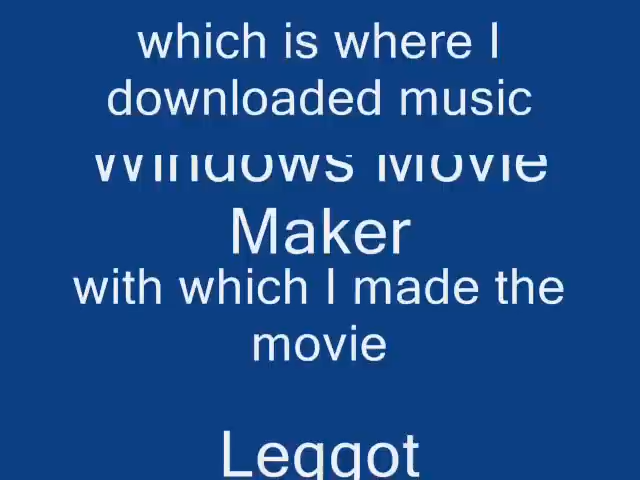 which is where I
downloaded music
Windows Movie
Maker
with which I made the
movie
Leggot